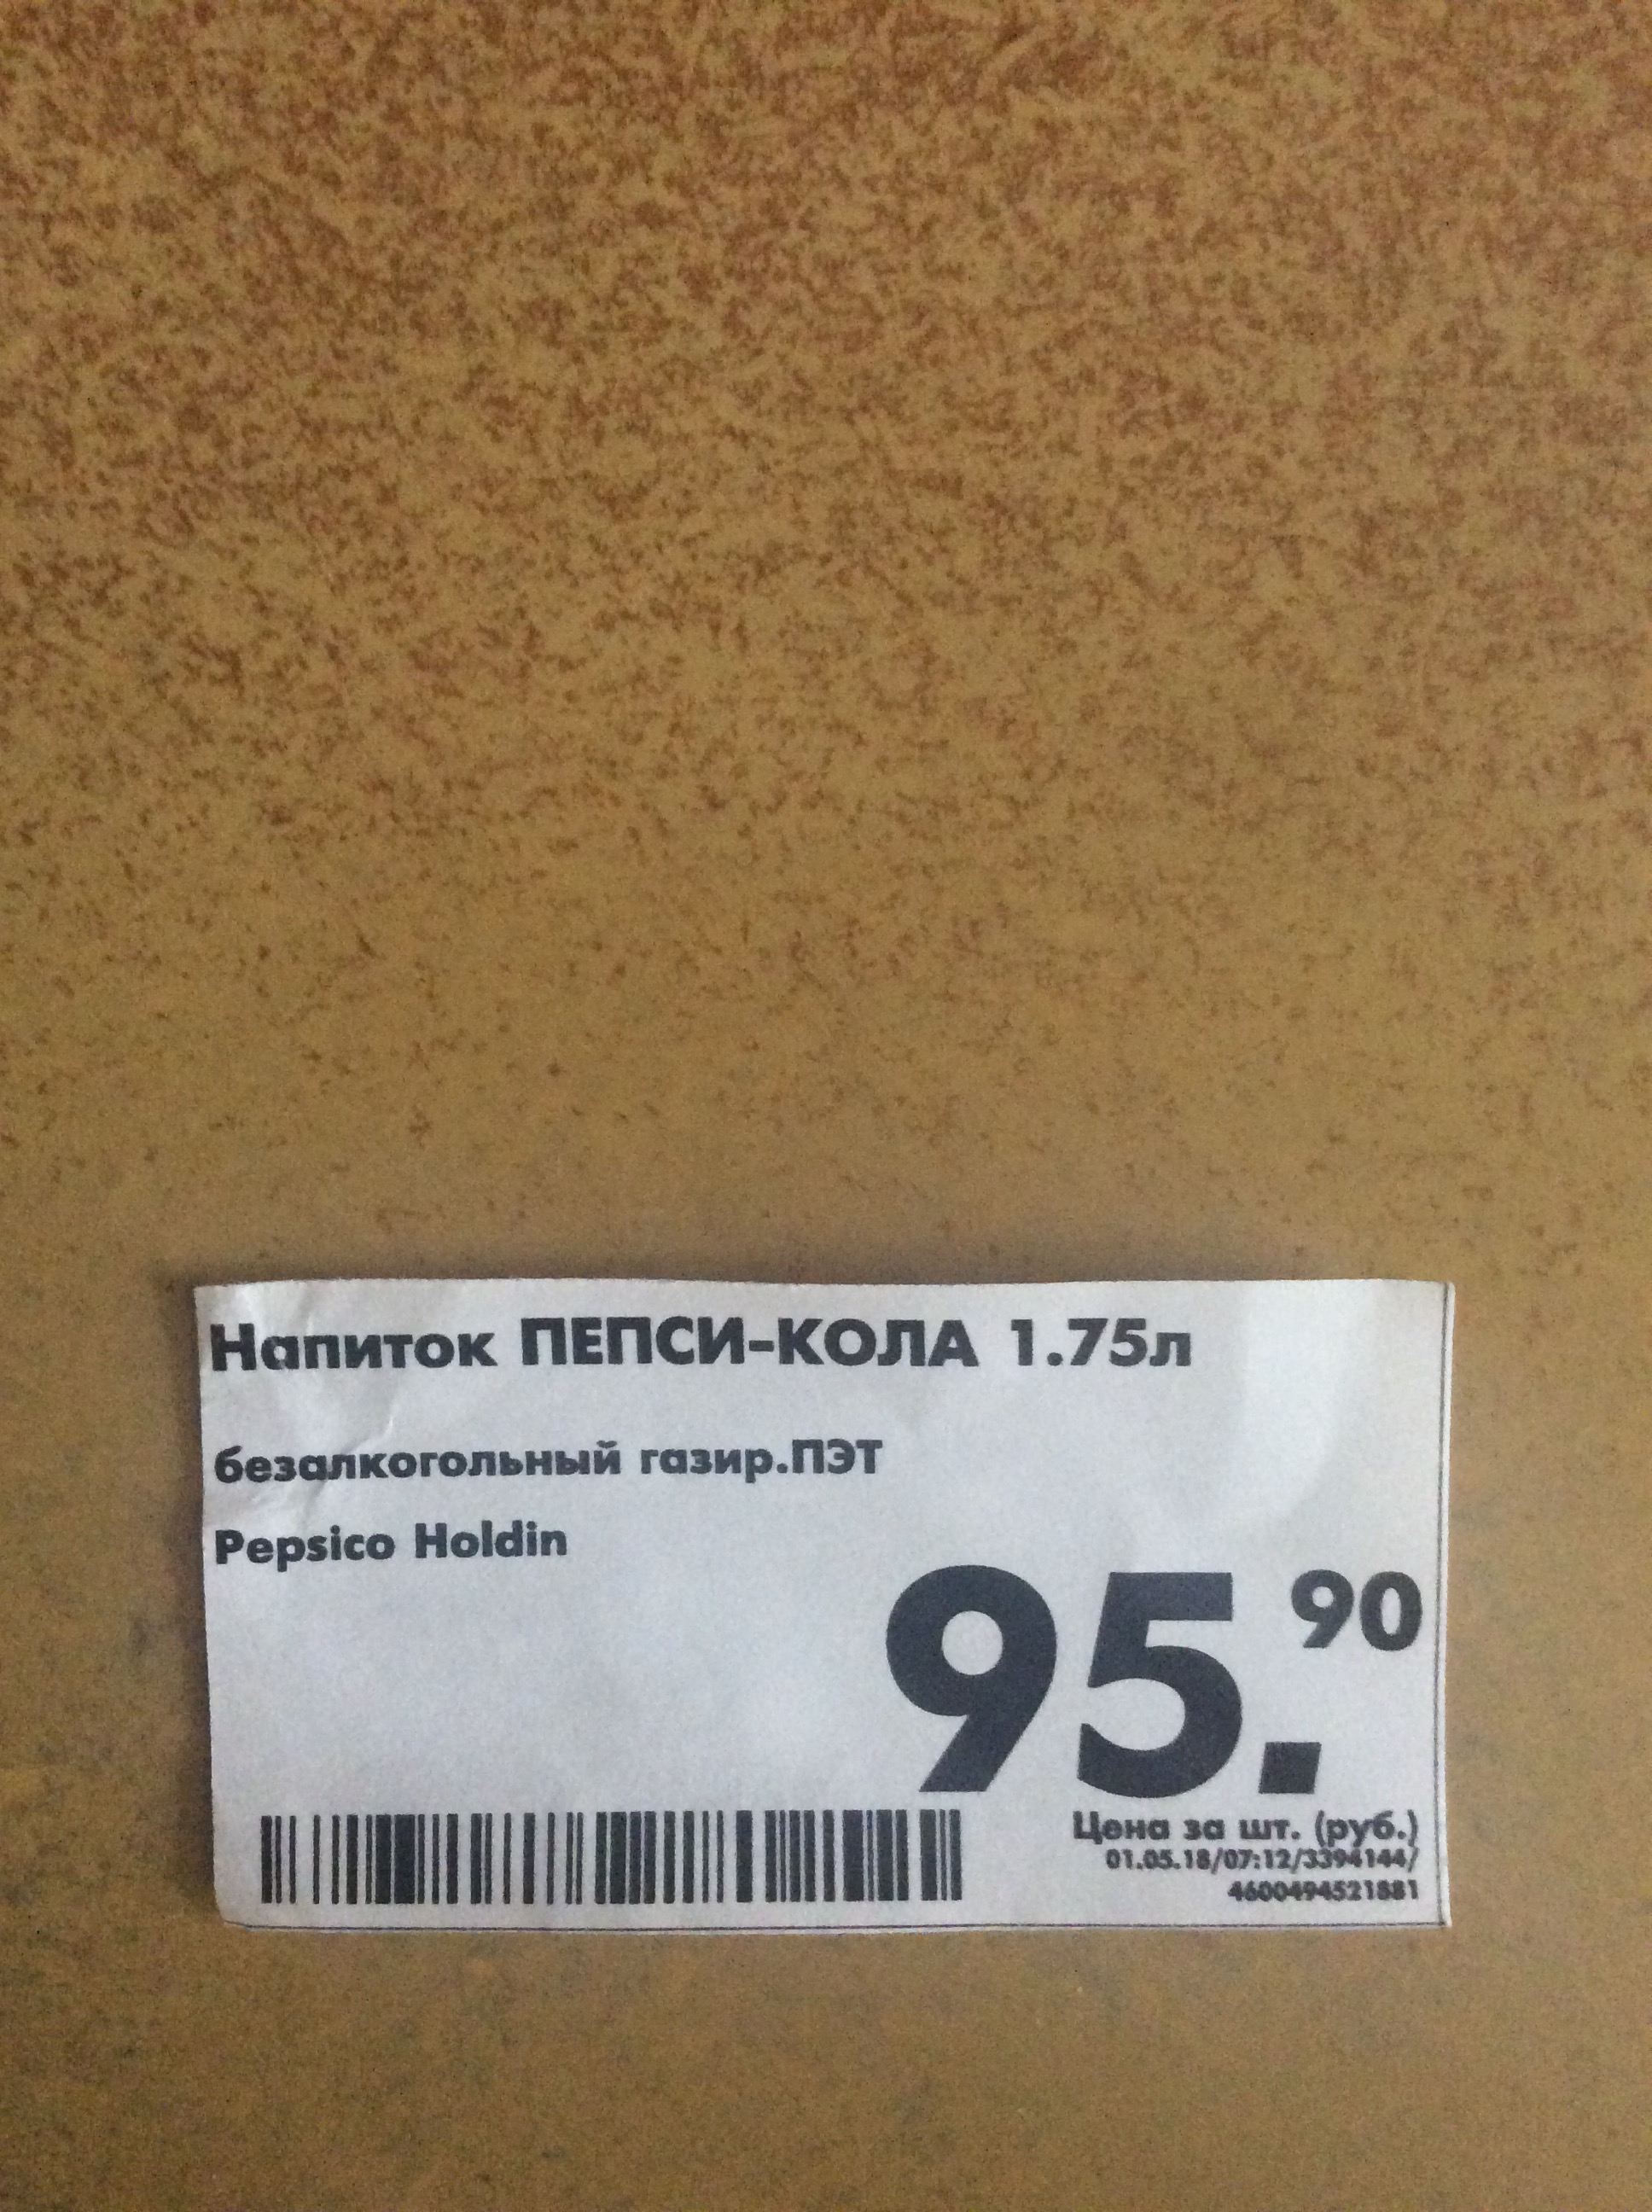 Напиток ПЕПСИ-КОЛА 1.75л
безалкогольный газир.ПЭТ
Pepsico Holdin
95.90
Цена за шт. (руб.)
01.05.18/07:12/3394144/
4600494521881